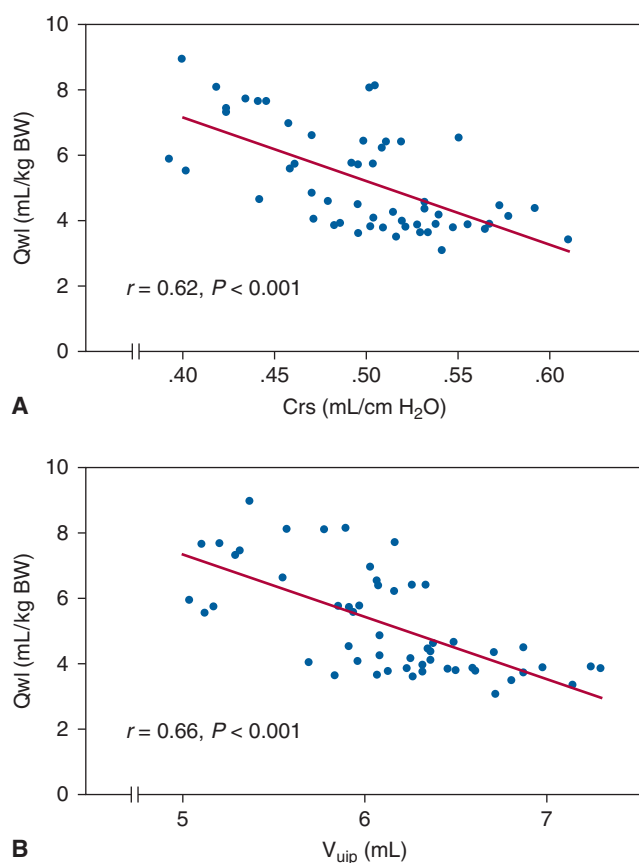 10
8
6
4
2
0
Qwl (mL/kg BW)
r = 0.62, P < 0.001
.40 .45 .50 .55 .60
A Crs (mL/cm H₂O)
10
8
6
4
2
0
Qwl (mL/kg BW)
r = 0.66, P < 0.001
5 6 7
B V_uip (mL)